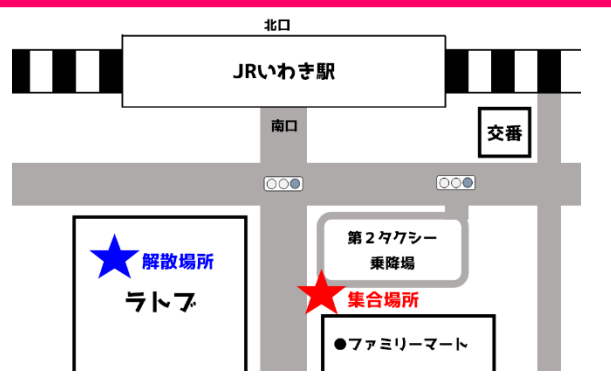 北口
JRいわき駅
南口
交番
第2タクシー
乗降場
解散場所
ラトブ
集合場所
●ファミリーマート